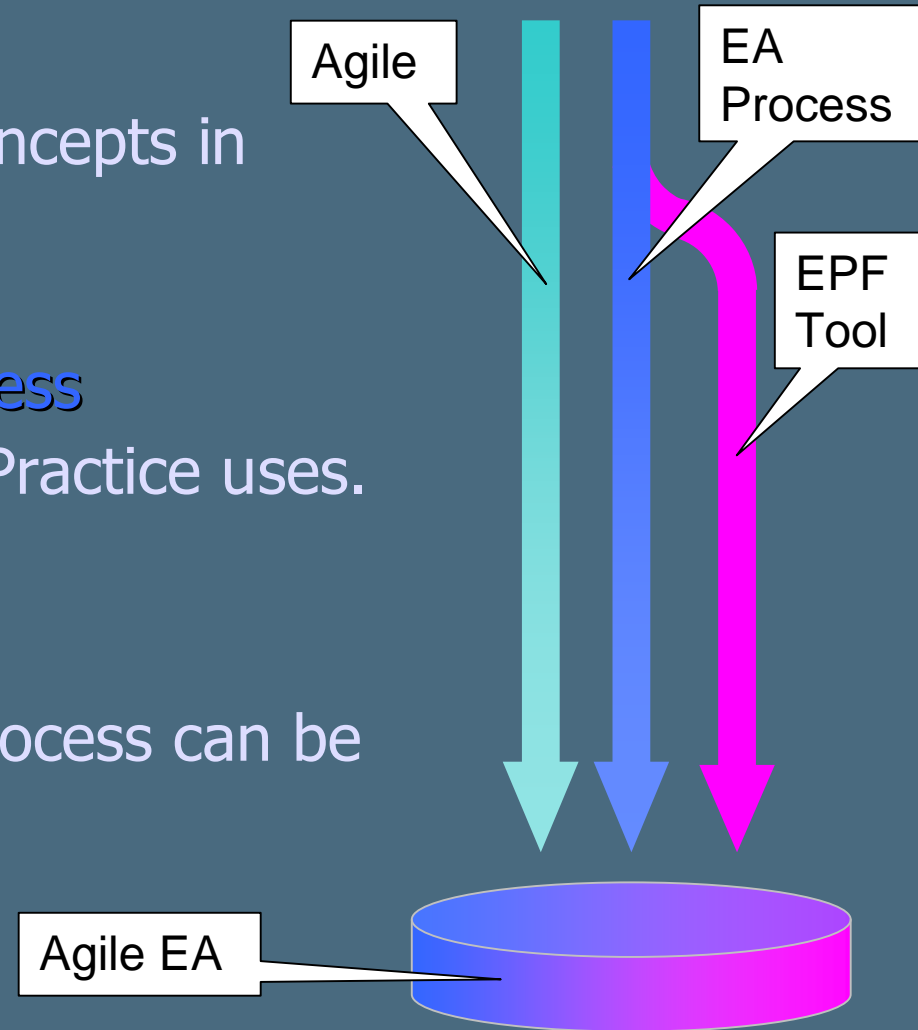 Agile
EA
Process
ncepts in
EPF
Tool
ess
Practice uses.
ocess can be
Agile EA